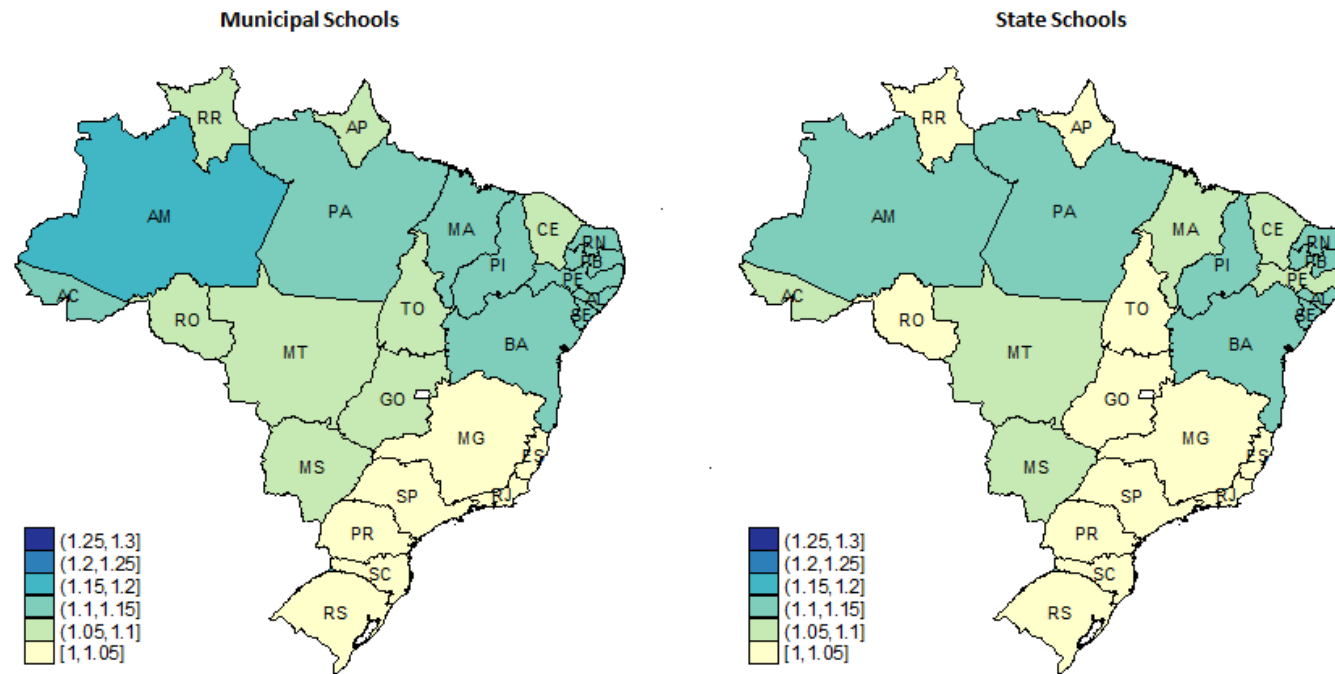 Municipal Schools
RR
AP
AM
PA
MA
CE
RN
PB
PI
PE
AC
AL
SE
TO
RO
BA
MT
GO
MG
ES
MS
SP
RJ
PR
SC
RS
(1.25, 1.3]
(1.2, 1.25]
(1.15, 1.2]
(1.1, 1.15]
(1.05, 1.1]
[1, 1.05]
State Schools
RR
AP
AM
PA
MA
CE
RN
PB
PI
PE
AC
AL
SE
TO
RO
BA
MT
GO
MG
ES
MS
SP
RJ
PR
SC
RS
(1.25, 1.3]
(1.2, 1.25]
(1.15, 1.2]
(1.1, 1.15]
(1.05, 1.1]
[1, 1.05]